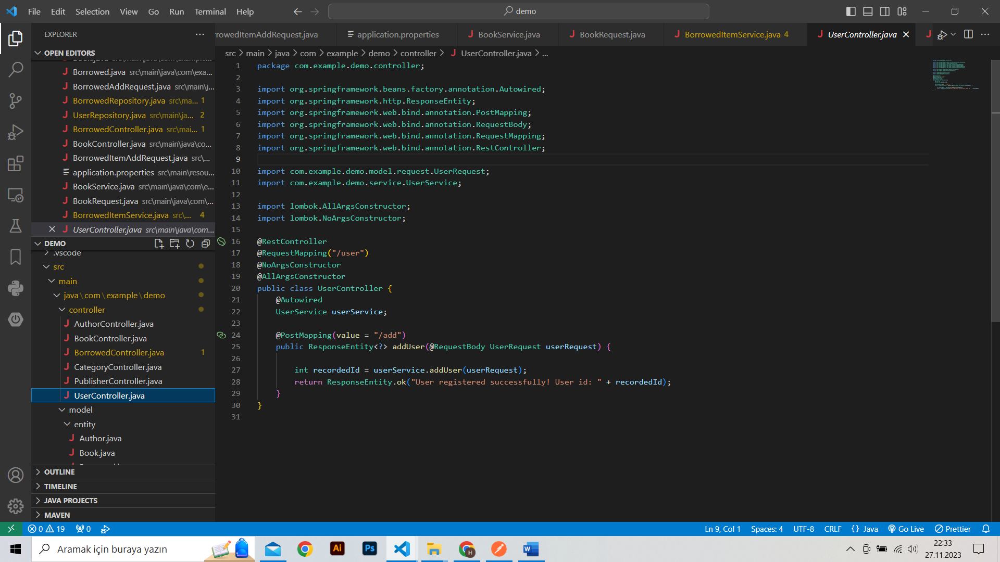 File Edit Selection View Go Run Terminal Help
demo
EXPLORER
OPEN EDITORS
Borrowed.java src\main\java\com\exa...
BorrowedAddRequest.java src\main\j...
BorrowedRepository.java src\ma... 1
UserRepository.java src\main\ja... 2
BorrowedController.java src\mai... 1
BookController.java src\main\java\co...
BorrowedItemAddRequest.java src\...
application.properties src\main\resou...
BookService.java src\main\java\com\e...
BookRequest.java src\main\java\com\...
BorrowedItemService.java src\... 4
UserController.java src\main\java\com...
DEMO
.vscode
src
main
java\com\example\demo
controller
AuthorController.java
BookController.java
BorrowedController.java 1
CategoryController.java
PublisherController.java
UserController.java
model
entity
Author.java
Book.java
OUTLINE
TIMELINE
JAVA PROJECTS
MAVEN
rowedItemAddRequest.java application.properties BookService.java BookRequest.java BorrowedItemService.java 4 UserController.java
src > main > java > com > example > demo > controller > UserController.java > ...
1 package com.example.demo.controller;
2
3 import org.springframework.beans.factory.annotation.Autowired;
4 import org.springframework.http.ResponseEntity;
5 import org.springframework.web.bind.annotation.PostMapping;
6 import org.springframework.web.bind.annotation.RequestBody;
7 import org.springframework.web.bind.annotation.RequestMapping;
8 import org.springframework.web.bind.annotation.RestController;
9
10 import com.example.demo.model.request.UserRequest;
11 import com.example.demo.service.UserService;
12
13 import lombok.AllArgsConstructor;
14 import lombok.NoArgsConstructor;
15
16 @RestController
17 @RequestMapping("/user")
18 @NoArgsConstructor
19 @AllArgsConstructor
20 public class UserController {
21 @Autowired
22 UserService userService;
23
24 @PostMapping(value = "/add")
25 public ResponseEntity<?> addUser(@RequestBody UserRequest userRequest) {
26
27 int recordedId = userService.addUser(userRequest);
28 return ResponseEntity.ok("User registered successfully! User id: " + recordedId);
29 }
30 }
31
0 19 0
Ln 9, Col 1 Spaces: 4 UTF-8 CRLF {} Java Go Live Prettier
Aramak için buraya yazın
Ai Ps H W
22:33
27.11.2023